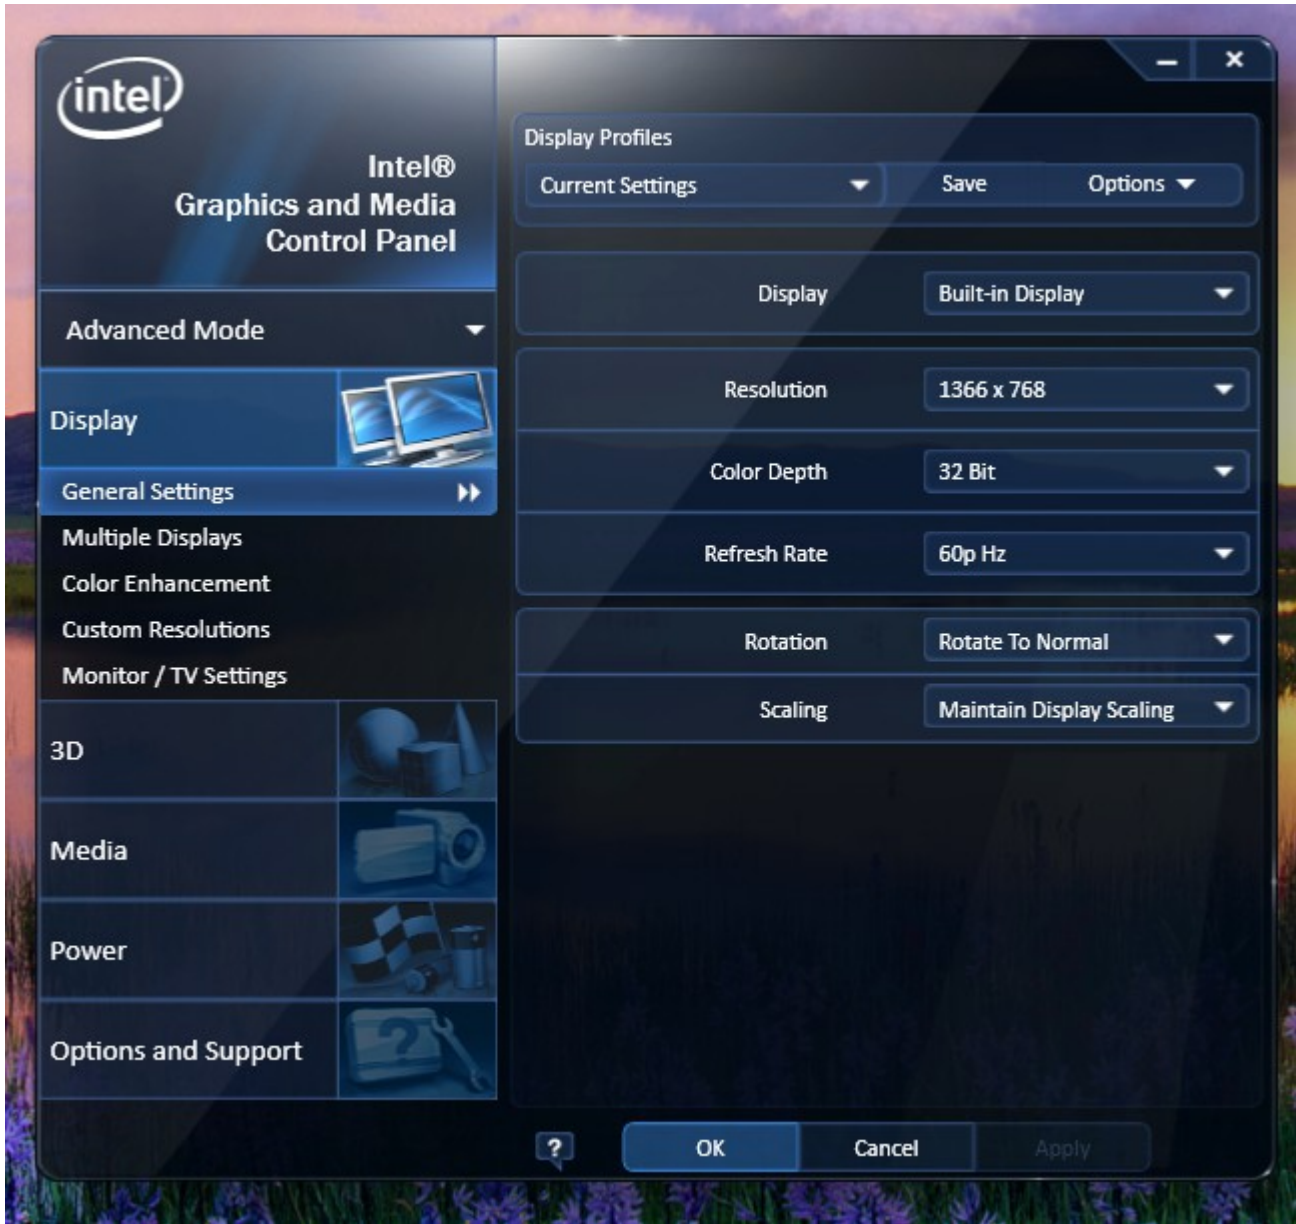 intel
Intel®
Graphics and Media
Control Panel
Advanced Mode
Display
General Settings
Multiple Displays
Color Enhancement
Custom Resolutions
Monitor / TV Settings
3D
Media
Power
Options and Support
Display Profiles
Current Settings Save Options
Display Built-in Display
Resolution 1366 x 768
Color Depth 32 Bit
Refresh Rate 60p Hz
Rotation Rotate To Normal
Scaling Maintain Display Scaling
? OK Cancel Apply